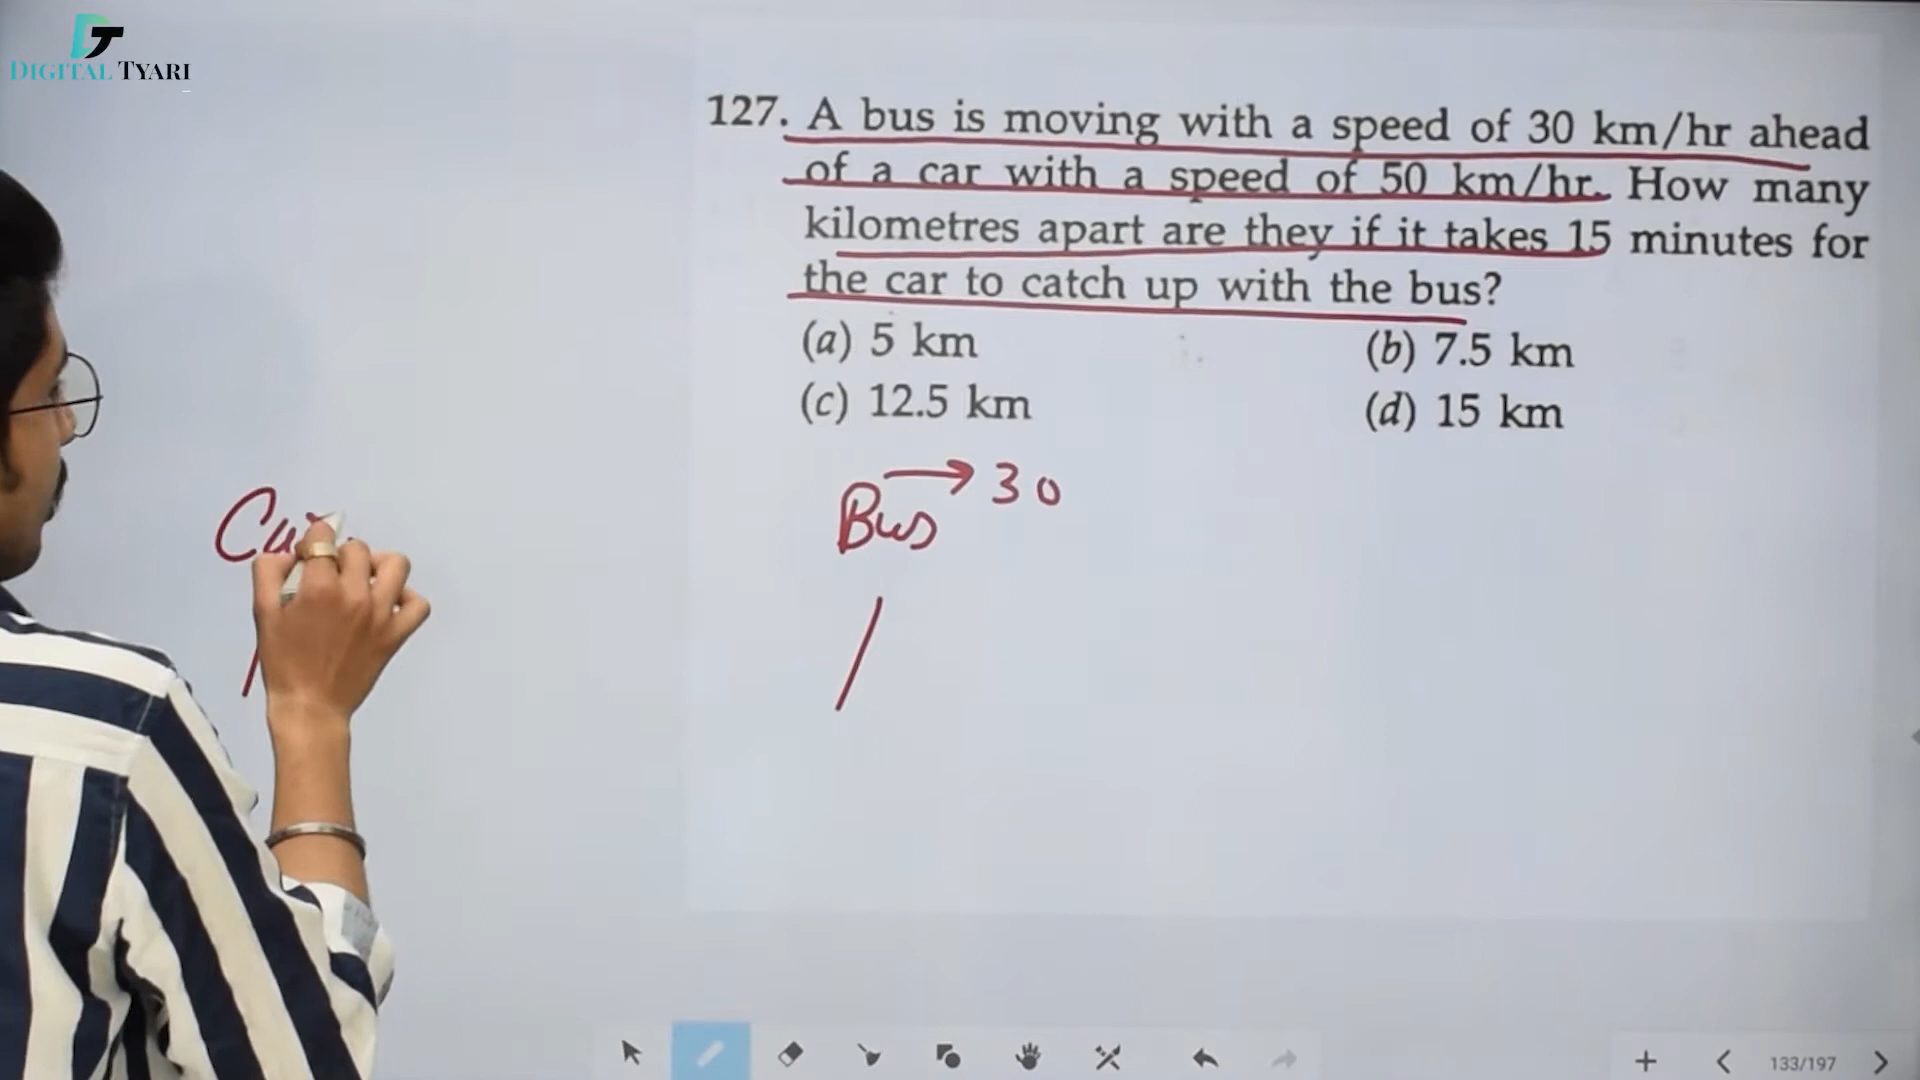 DIGITAL TYARI
127. A bus is moving with a speed of 30 km/hr ahead
of a car with a speed of 50 km/hr. How many
kilometres apart are they if it takes 15 minutes for
the car to catch up with the bus?
(a) 5 km (b) 7.5 km
(c) 12.5 km (d) 15 km
Bus → 30
133/197